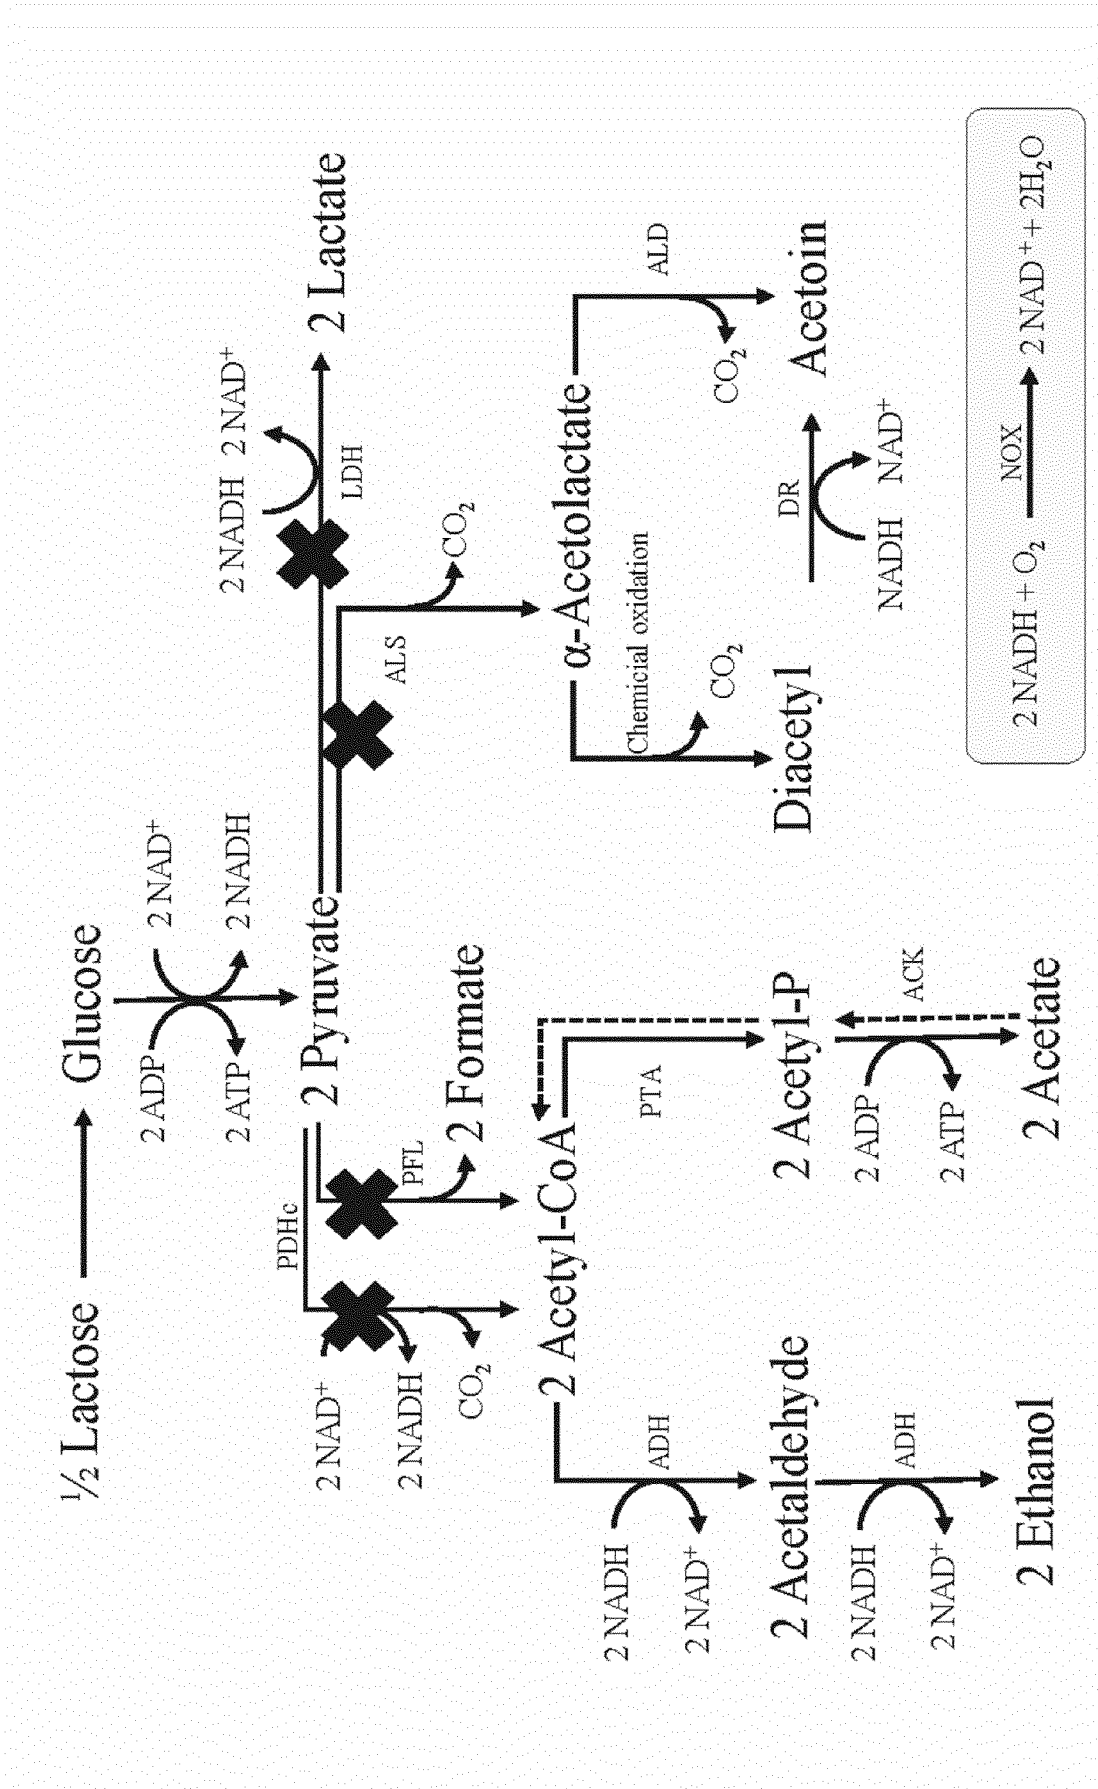 ½ Lactose
Glucose
2 ADP
2 NAD⁺
2 ATP
2 NADH
2 Pyruvate
PDHc
2 NAD⁺
2 NADH
CO₂
PFL
2 Formate
2 NADH
2 NAD⁺
LDH
2 Lactate
ALS
CO₂
2 Acetyl-CoA
2 NADH
2 NAD⁺
ADH
2 Acetaldehyde
2 NADH
2 NAD⁺
ADH
2 Ethanol
PTA
2 Acetyl-P
2 ADP
2 ATP
ACK
2 Acetate
α-Acetolactate
Chemicial oxidation
CO₂
Diacetyl
ALD
CO₂
Acetoin
DR
NADH
NAD⁺
2 NADH + O₂ NOX 2 NAD⁺ + 2H₂O